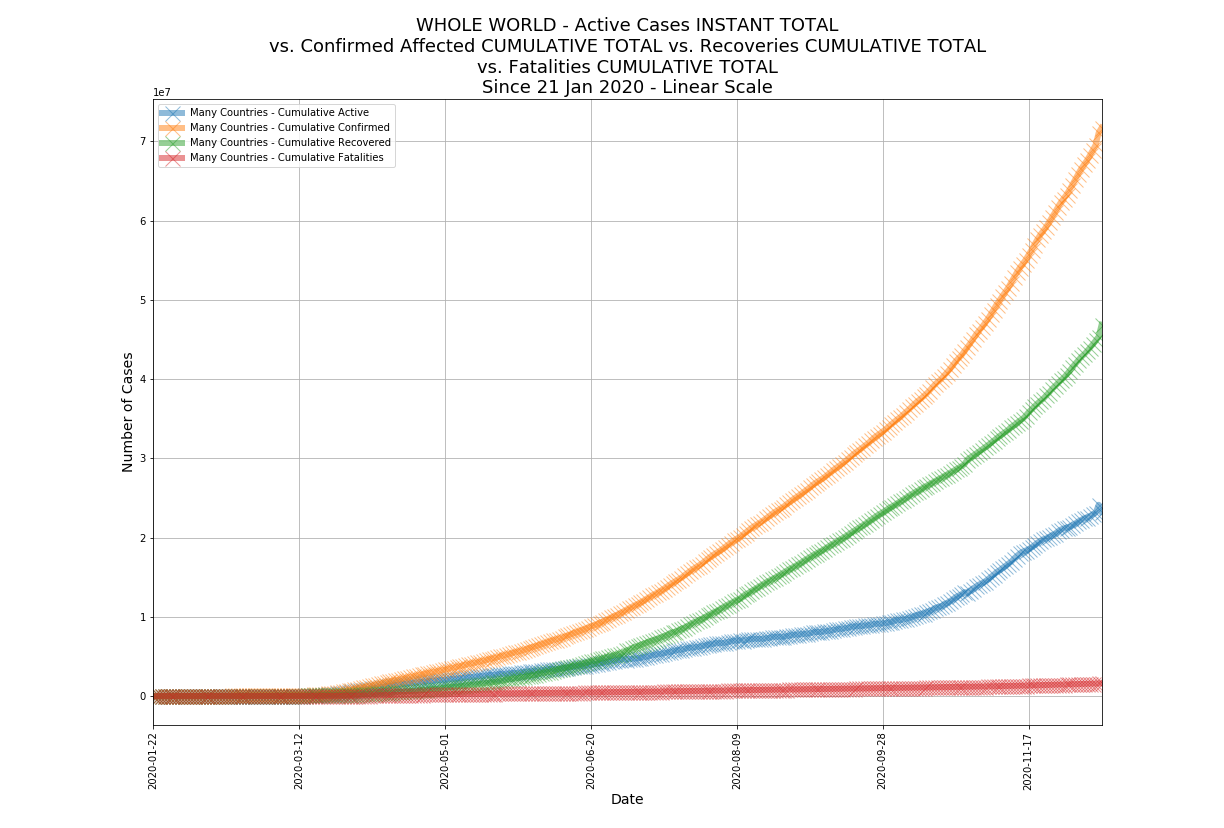 WHOLE WORLD - Active Cases INSTANT TOTAL
vs. Confirmed Affected CUMULATIVE TOTAL vs. Recoveries CUMULATIVE TOTAL
vs. Fatalities CUMULATIVE TOTAL
Since 21 Jan 2020 - Linear Scale
1e7
Many Countries - Cumulative Active
Many Countries - Cumulative Confirmed
Many Countries - Cumulative Recovered
Many Countries - Cumulative Fatalities
7
6
5
4
3
2
1
0
Number of Cases
2020-01-22
2020-03-12
2020-05-01
2020-06-20
2020-08-09
2020-09-28
2020-11-17
Date